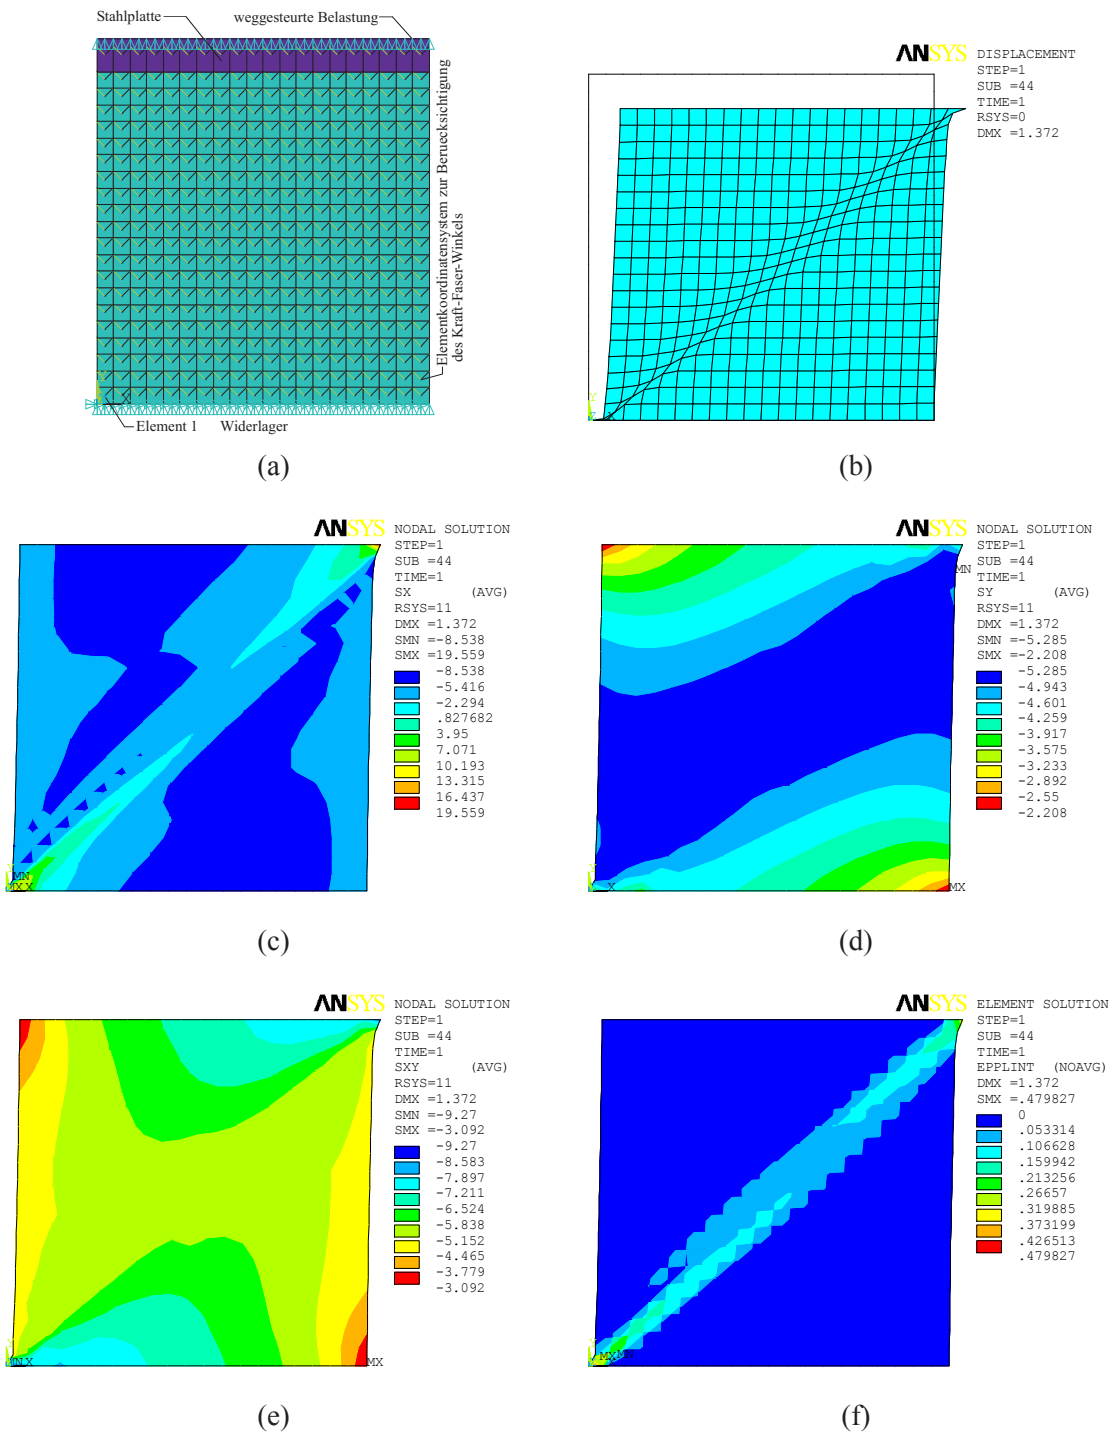 Stahlplatte
weggesteurte Belastung
Elementkoordinatensystem zur Beruecksichtigung
des Kraft-Faser-Winkels
X
Element 1
Widerlager
(a)
ANSYS
DISPLACEMENT
STEP=1
SUB =44
TIME=1
RSYS=0
DMX =1.372
Y
X
(b)
ANSYS
NODAL SOLUTION
STEP=1
SUB =44
TIME=1
SX (AVG)
RSYS=11
DMX =1.372
SMN =-8.538
SMX =19.559
-8.538
-5.416
-2.294
.827682
3.95
7.071
10.193
13.315
16.437
19.559
Y
MN
MXX
(c)
ANSYS
NODAL SOLUTION
STEP=1
SUB =44
TIME=1
SY (AVG)
RSYS=11
DMX =1.372
SMN =-5.285
SMX =-2.208
-5.285
-4.943
-4.601
-4.259
-3.917
-3.575
-3.233
-2.892
-2.55
-2.208
MN
Y
X
MX
(d)
ANSYS
NODAL SOLUTION
STEP=1
SUB =44
TIME=1
SXY (AVG)
RSYS=11
DMX =1.372
SMN =-9.27
SMX =-3.092
-9.27
-8.583
-7.897
-7.211
-6.524
-5.838
-5.152
-4.465
-3.779
-3.092
Y
MN X
MX
(e)
ANSYS
ELEMENT SOLUTION
STEP=1
SUB =44
TIME=1
EPPLINT (NOAVG)
DMX =1.372
SMX =.479827
0
.053314
.106628
.159942
.213256
.26657
.319885
.373199
.426513
.479827
Y
MX
MN
(f)